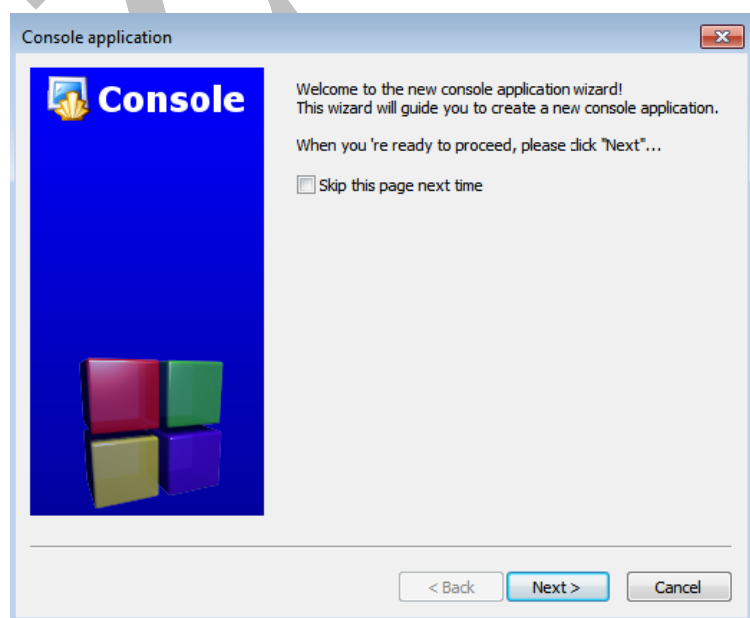 Console application
Console
Welcome to the new console application wizard!
This wizard will guide you to create a new console application.
When you 're ready to proceed, please click "Next"...
Skip this page next time
< Back
Next >
Cancel